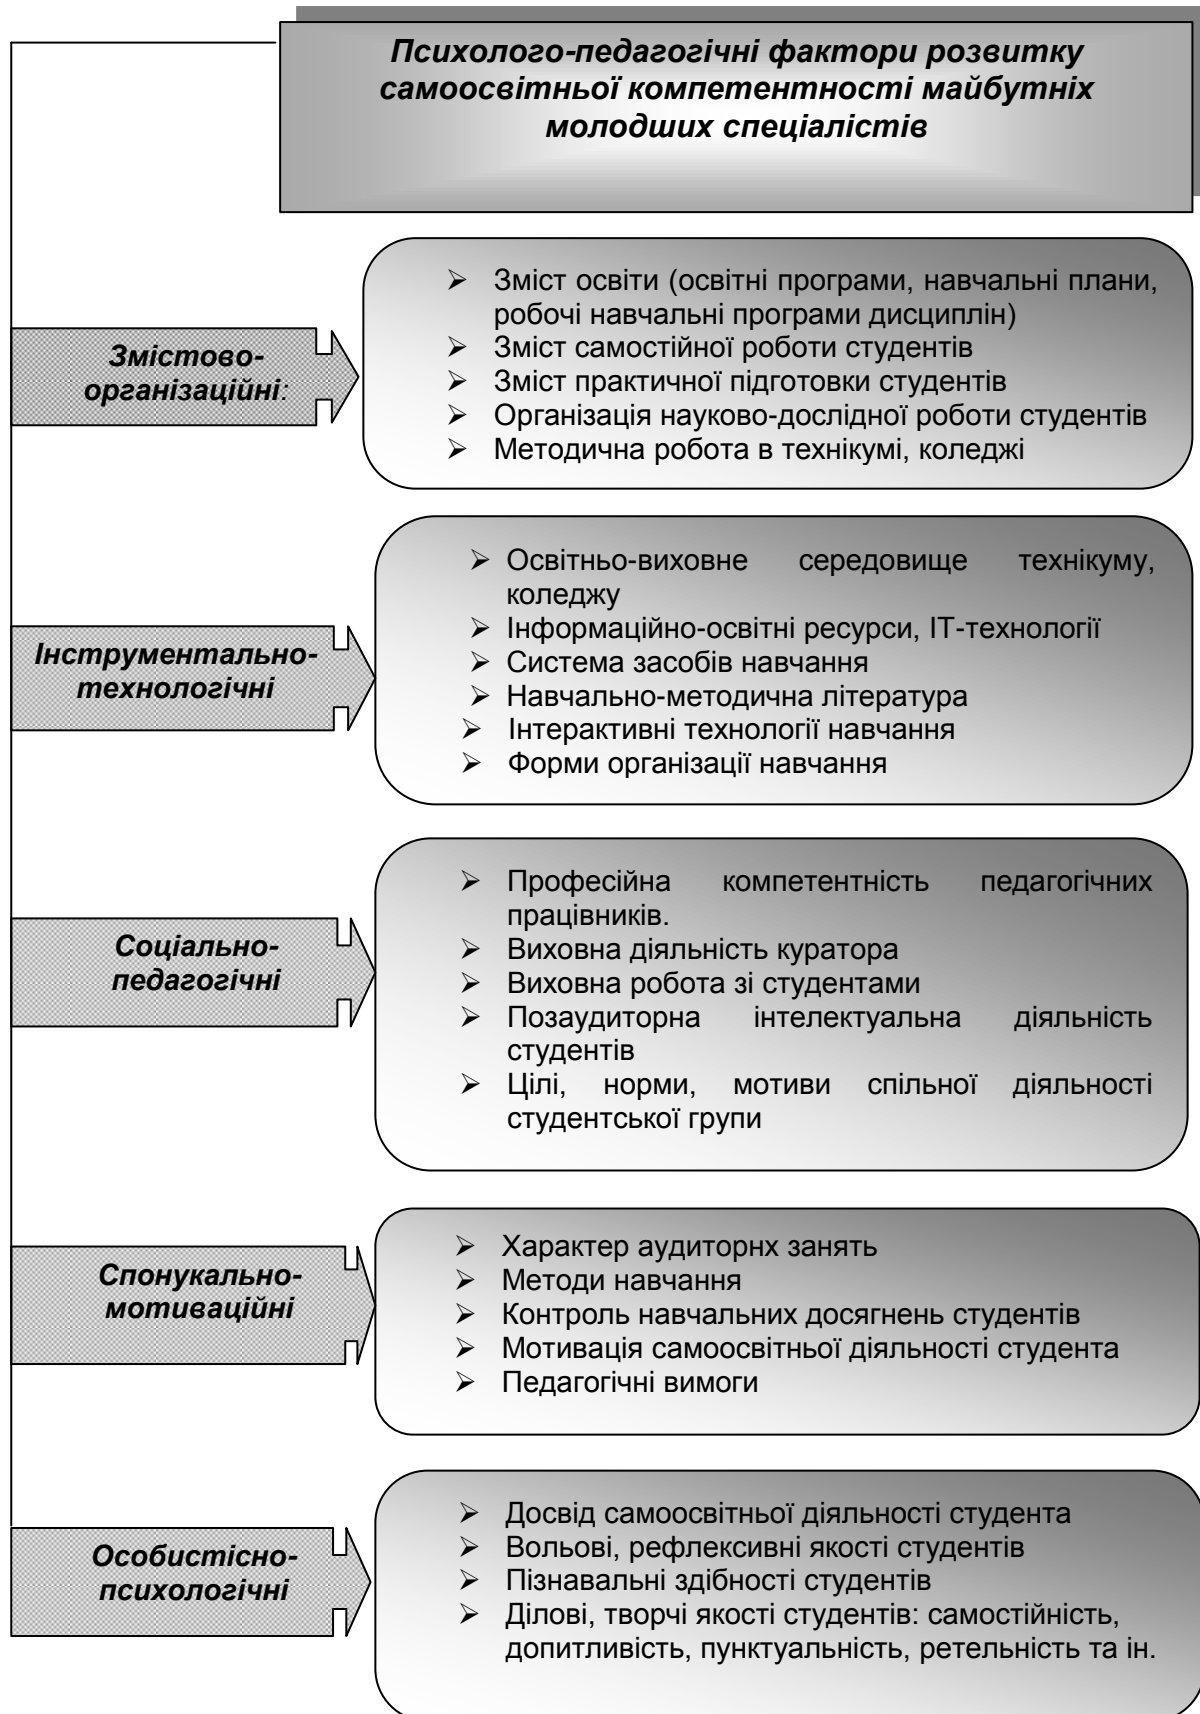 Психолого-педагогічні фактори розвитку
самоосвітньої компетентності майбутніх
молодших спеціалістів
Змістово-
організаційні:
➢ Зміст освіти (освітні програми, навчальні плани,
робочі навчальні програми дисциплін)
➢ Зміст самостійної роботи студентів
➢ Зміст практичної підготовки студентів
➢ Організація науково-дослідної роботи студентів
➢ Методична робота в технікумі, коледжі
Інструментально-
технологічні
➢ Освітньо-виховне середовище технікуму,
коледжу
➢ Інформаційно-освітні ресурси, ІТ-технології
➢ Система засобів навчання
➢ Навчально-методична література
➢ Інтерактивні технології навчання
➢ Форми організації навчання
Соціально-
педагогічні
➢ Професійна компетентність педагогічних
працівників.
➢ Виховна діяльність куратора
➢ Виховна робота зі студентами
➢ Позаудиторна інтелектуальна діяльність
студентів
➢ Цілі, норми, мотиви спільної діяльності
студентської групи
Спонукально-
мотиваційні
➢ Характер аудиторнх занять
➢ Методи навчання
➢ Контроль навчальних досягнень студентів
➢ Мотивація самоосвітньої діяльності студента
➢ Педагогічні вимоги
Особистісно-
психологічні
➢ Досвід самоосвітньої діяльності студента
➢ Вольові, рефлексивні якості студентів
➢ Пізнавальні здібності студентів
➢ Ділові, творчі якості студентів: самостійність,
допитливість, пунктуальність, ретельність та ін.